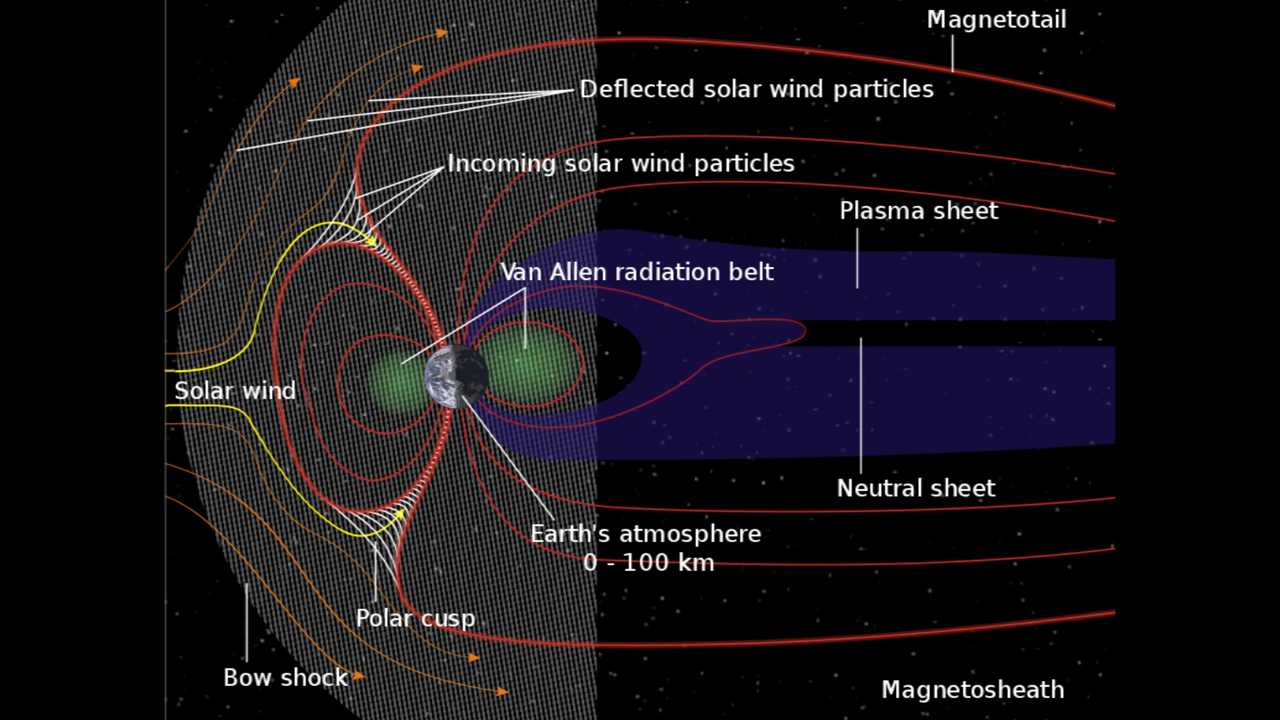 Magnetotail
Deflected solar wind particles
Incoming solar wind particles
Plasma sheet
Van Allen radiation belt
Solar wind
Neutral sheet
Earth's atmosphere
0 - 100 km
Polar cusp
Bow shock
Magnetosheath